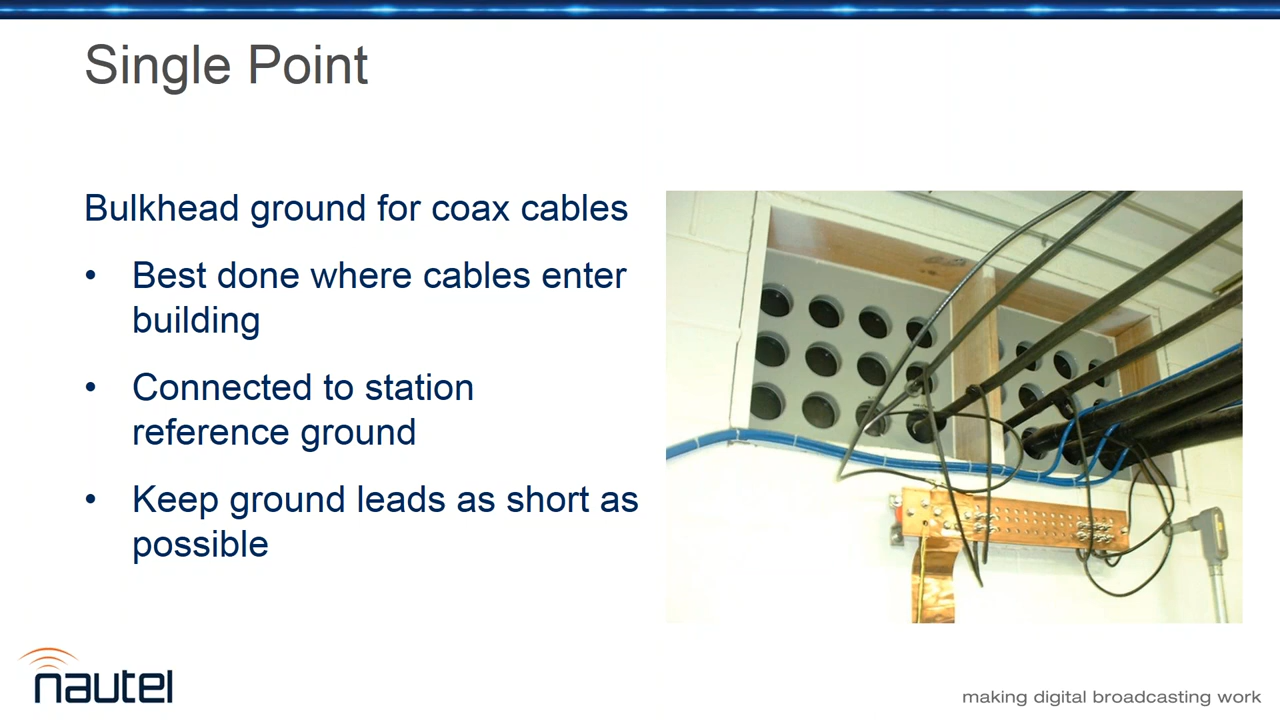 Single Point
Bulkhead ground for coax cables
• Best done where cables enter
building
• Connected to station
reference ground
• Keep ground leads as short as
possible
nautel
making digital broadcasting work